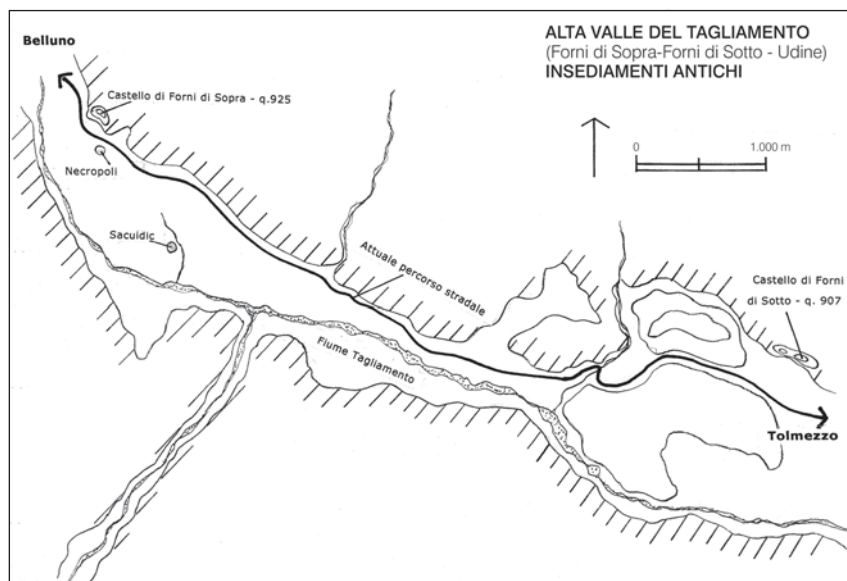 ALTA VALLE DEL TAGLIAMENTO
(Forni di Sopra-Forni di Sotto - Udine)
INSEDIAMENTI ANTICHI
Belluno
Castello di Forni di Sopra - q.925
0 1.000 m
Necropoli
Sacuidic
Attuale percorso stradale
Castello di Forni
di Sotto - q. 907
Fiume Tagliamento
Tolmezzo